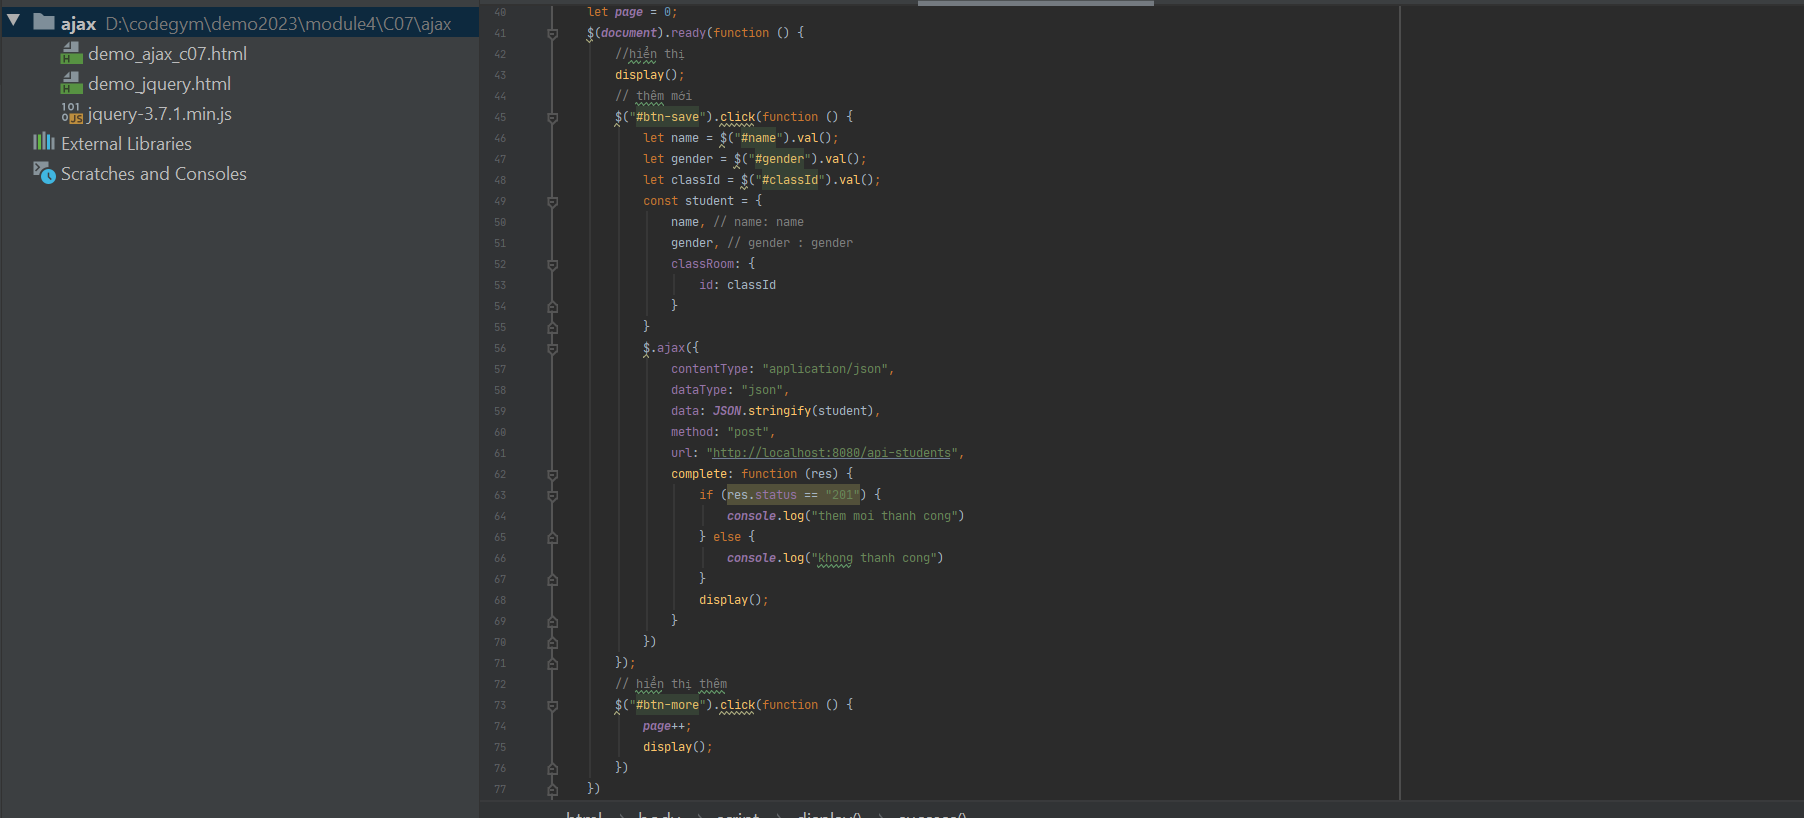 ajax D:\codegym\demo2023\module4\C07\ajax
demo_ajax_c07.html
demo_jquery.html
jquery-3.7.1.min.js
External Libraries
Scratches and Consoles
40 let page = 0;
41 $(document).ready(function () {
42 //hiển thị
43 display();
44 // thêm mới
45 $("#btn-save").click(function () {
46 let name = $("#name").val();
47 let gender = $("#gender").val();
48 let classId = $("#classId").val();
49 const student = {
50 name, // name: name
51 gender, // gender : gender
52 classRoom: {
53 id: classId
54 }
55 }
56 $.ajax({
57 contentType: "application/json",
58 dataType: "json",
59 data: JSON.stringify(student),
60 method: "post",
61 url: "http://localhost:8080/api-students",
62 complete: function (res) {
63 if (res.status == "201") {
64 console.log("them moi thanh cong")
65 } else {
66 console.log("khong thanh cong")
67 }
68 display();
69 }
70 })
71 });
72 // hiển thị thêm
73 $("#btn-more").click(function () {
74 page++;
75 display();
76 })
77 })
html › body › script › display() › success()